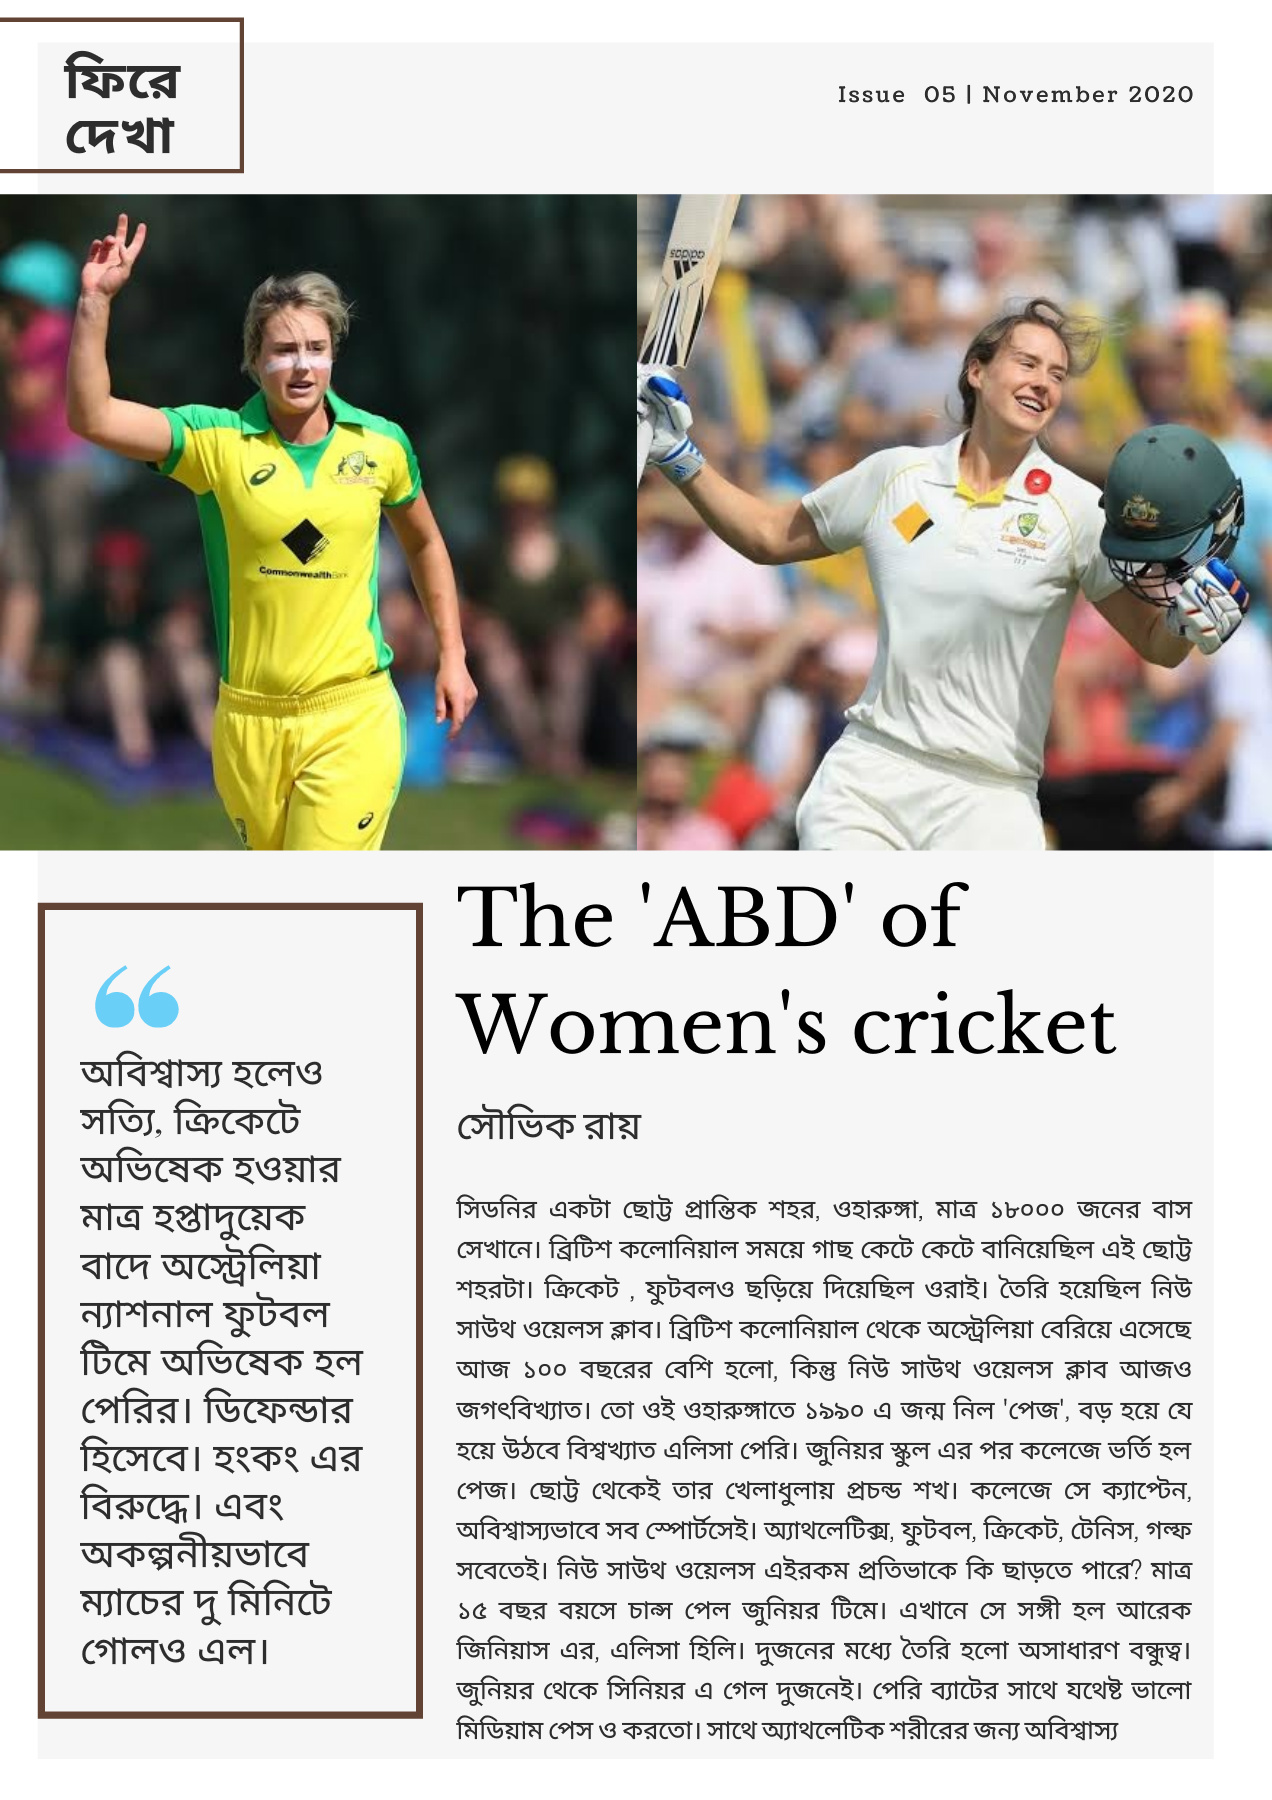 ফিরে
দেখা
Issue 05 | November 2020
adidas
CommonwealthBank
The 'ABD' of
Women's cricket
সৌভিক রায়
অবিশ্বাস্য হলেও
সত্যি, ক্রিকেটে
অভিষেক হওয়ার
মাত্র হপ্তাদুয়েক
বাদে অস্ট্রেলিয়া
ন্যাশনাল ফুটবল
টিমে অভিষেক হল
পেরির। ডিফেন্ডার
হিসেবে। হংকং এর
বিরুদ্ধে। এবং
অকল্পনীয়ভাবে
ম্যাচের দু মিনিটে
গোলও এল।
সিডনির একটা ছোট্ট প্রান্তিক শহর, ওহারুঙ্গা, মাত্র ১৮০০০ জনের বাস
সেখানে। ব্রিটিশ কলোনিয়াল সময়ে গাছ কেটে কেটে বানিয়েছিল এই ছোট্ট
শহরটা। ক্রিকেট , ফুটবলও ছড়িয়ে দিয়েছিল ওরাই। তৈরি হয়েছিল নিউ
সাউথ ওয়েলস ক্লাব। ব্রিটিশ কলোনিয়াল থেকে অস্ট্রেলিয়া বেরিয়ে এসেছে
আজ ১০০ বছরের বেশি হলো, কিন্তু নিউ সাউথ ওয়েলস ক্লাব আজও
জগৎবিখ্যাত। তো ওই ওহারুঙ্গাতে ১৯৯০ এ জন্ম নিল 'পেজ', বড় হয়ে যে
হয়ে উঠবে বিশ্বখ্যাত এলিসা পেরি। জুনিয়র স্কুল এর পর কলেজে ভর্তি হল
পেজ। ছোট্ট থেকেই তার খেলাধুলায় প্রচন্ড শখ। কলেজে সে ক্যাপ্টেন,
অবিশ্বাস্যভাবে সব স্পোর্টসেই। অ্যাথলেটিক্স, ফুটবল, ক্রিকেট, টেনিস, গল্ফ
সবেতেই। নিউ সাউথ ওয়েলস এইরকম প্রতিভাকে কি ছাড়তে পারে? মাত্র
১৫ বছর বয়সে চান্স পেল জুনিয়র টিমে। এখানে সে সঙ্গী হল আরেক
জিনিয়াস এর, এলিসা হিলি। দুজনের মধ্যে তৈরি হলো অসাধারণ বন্ধুত্ব।
জুনিয়র থেকে সিনিয়র এ গেল দুজনেই। পেরি ব্যাটের সাথে যথেষ্ট ভালো
মিডিয়াম পেস ও করতো। সাথে অ্যাথলেটিক শরীরের জন্য অবিশ্বাস্য